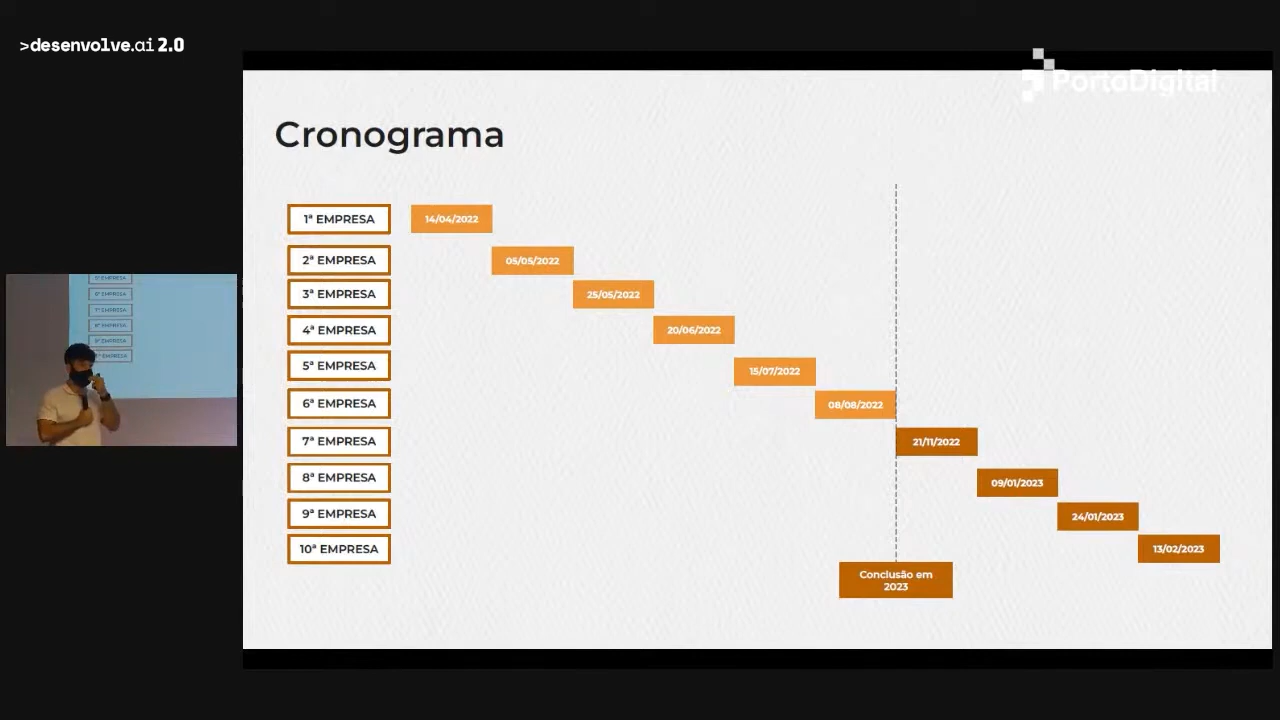 >desenvolve.ai 2.0
PortoDigital
Cronograma
1ª EMPRESA
14/04/2022
2ª EMPRESA
05/05/2022
3ª EMPRESA
25/05/2022
4ª EMPRESA
20/06/2022
5ª EMPRESA
15/07/2022
6ª EMPRESA
08/08/2022
7ª EMPRESA
21/11/2022
8ª EMPRESA
09/01/2023
9ª EMPRESA
24/01/2023
10ª EMPRESA
13/02/2023
Conclusão em
2023